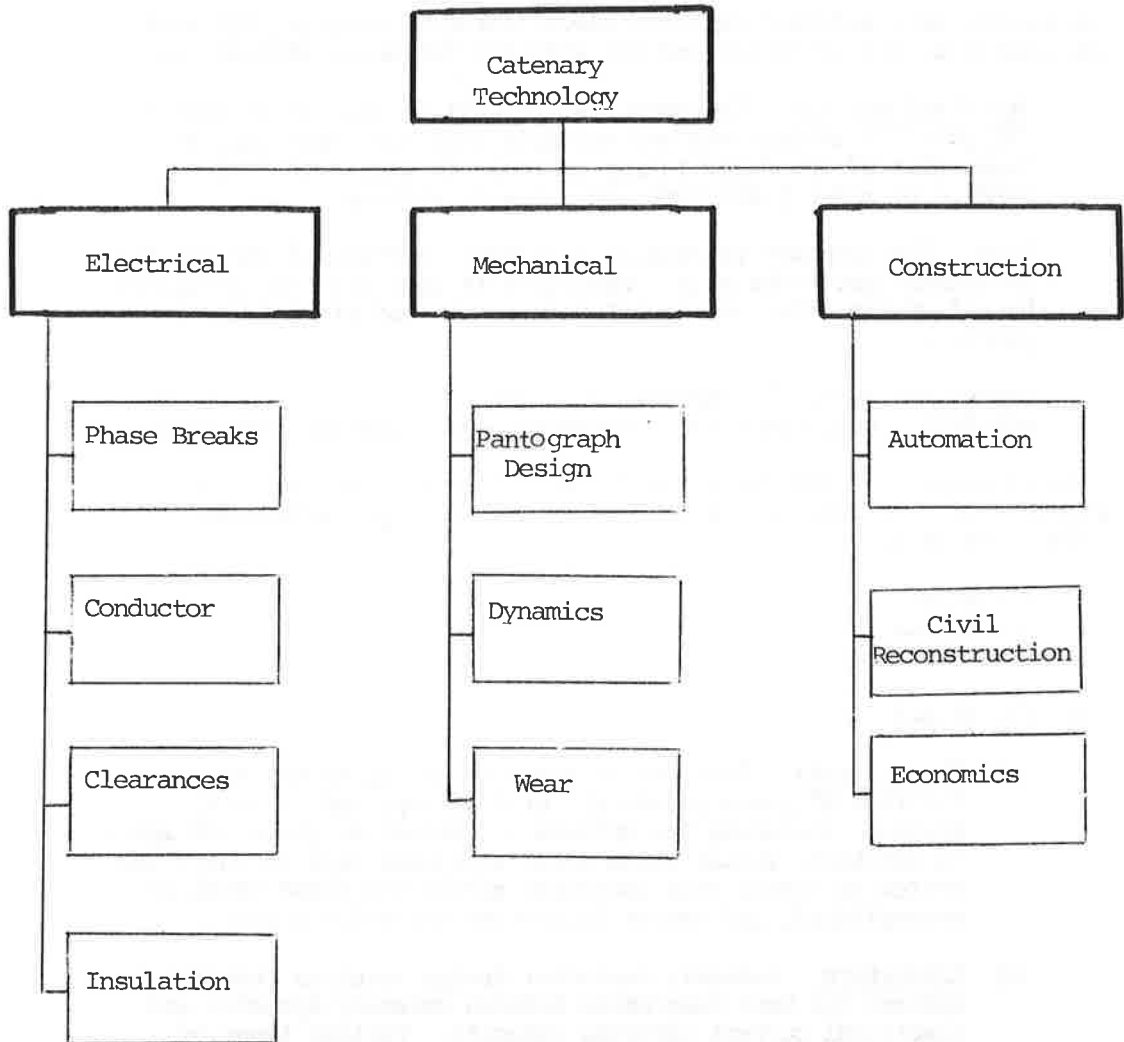 Catenary
Technology
Electrical
Mechanical
Construction
Phase Breaks
Pantograph
Design
Automation
Conductor
Dynamics
Civil
Reconstruction
Clearances
Wear
Economics
Insulation